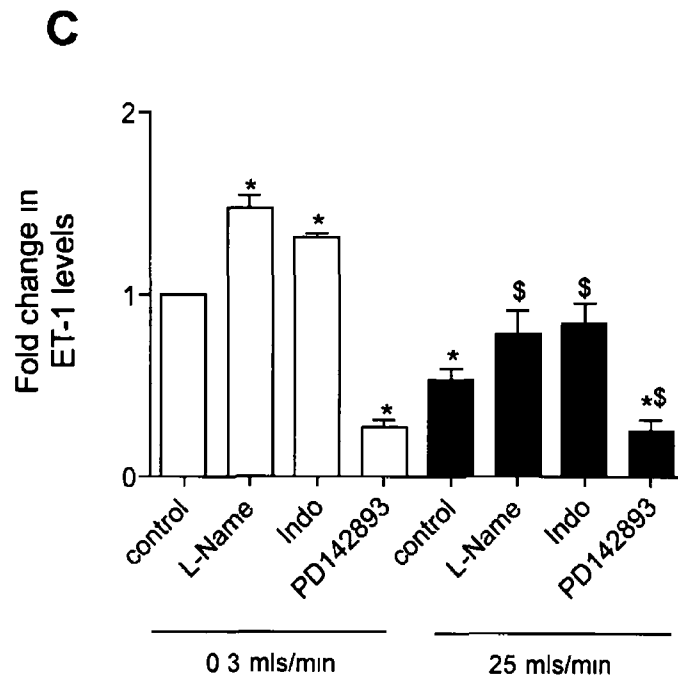 C
Fold change in
ET-1 levels
2
1
0
*
*
*
*
$
$
*$
control
L-Name
Indo
PD142893
control
L-Name
Indo
PD142893
0 3 mls/min
25 mls/min